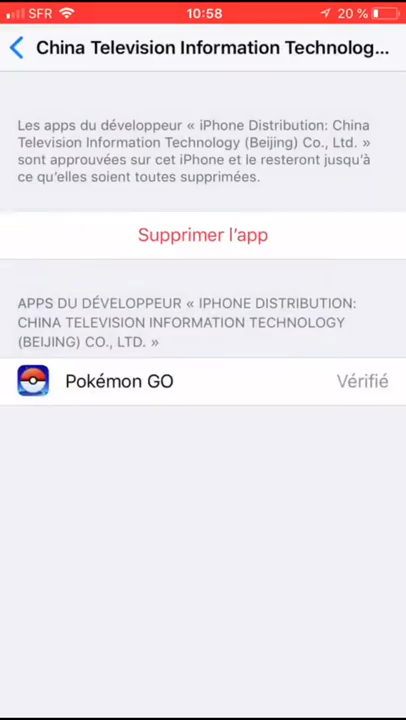 SFR 10:58 20 %
China Television Information Technolog...
Les apps du développeur « iPhone Distribution: China
Television Information Technology (Beijing) Co., Ltd. »
sont approuvées sur cet iPhone et le resteront jusqu'à
ce qu'elles soient toutes supprimées.
Supprimer l'app
APPS DU DÉVELOPPEUR « IPHONE DISTRIBUTION:
CHINA TELEVISION INFORMATION TECHNOLOGY
(BEIJING) CO., LTD. »
Pokémon GO Vérifié